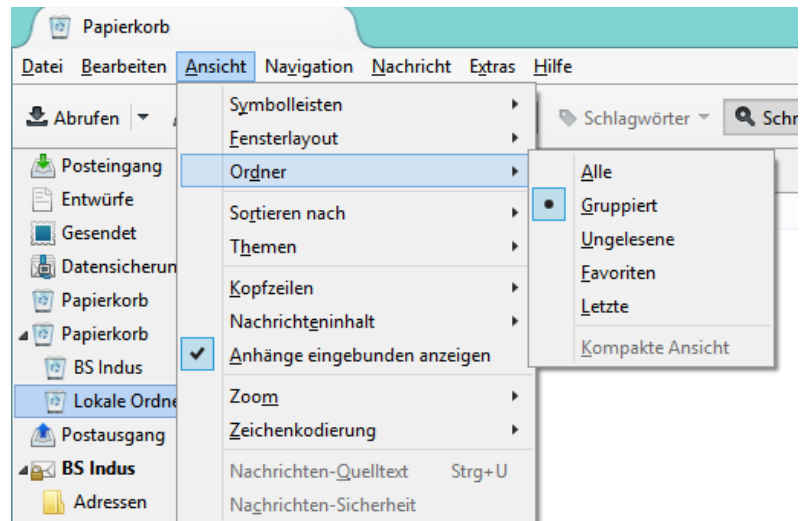 Papierkorb
Datei Bearbeiten Ansicht Navigation Nachricht Extras Hilfe
Abrufen Schlagwörter
Posteingang
Entwürfe
Gesendet
Papierkorb
Papierkorb
BS Indus
Lokale
Postausgang
BS Indus
Adressen
Symbolleisten
Fensterlayout
Ordner
Sortieren nach
Themen
Kopfzeilen
Nachrichteninhalt
Anhänge eingebunden anzeigen
Zoom
Zeichenkodierung
Nachrichten-Quelltext Strg+U
Nachrichten-Sicherheit
Alle
Gruppiert
Ungelesene
Favoriten
Letzte
Kompakte Ansicht